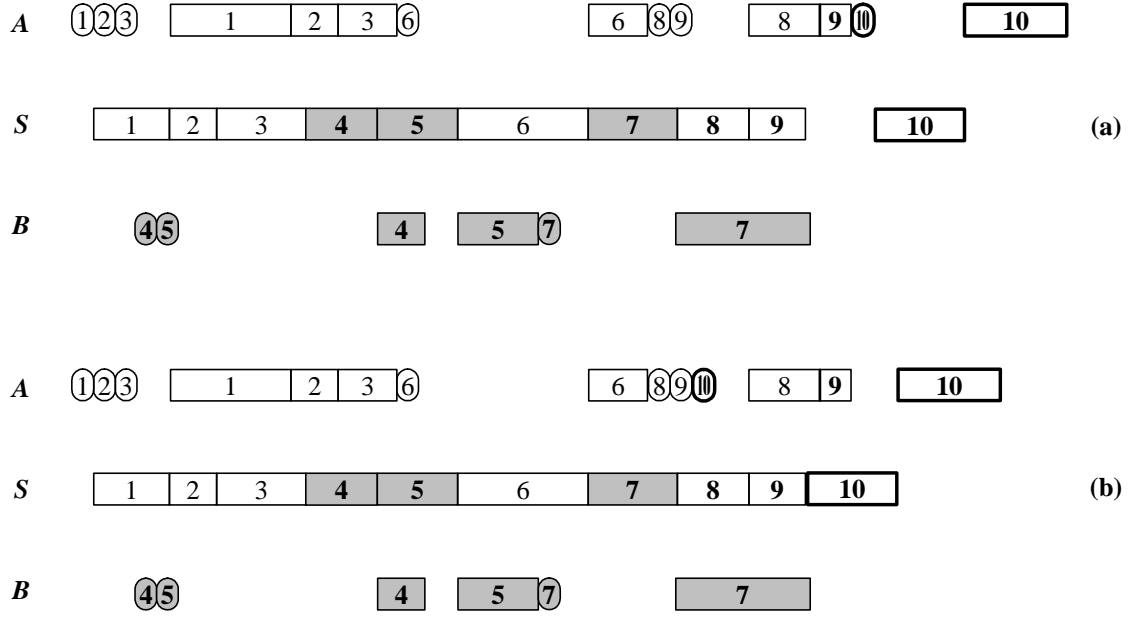 A 1 2 3 1 2 3 6 6 8 9 8 9 10 10
S 1 2 3 4 5 6 7 8 9 10 (a)
B 4 5 4 5 7 7
A 1 2 3 1 2 3 6 6 8 9 10 8 9 10
S 1 2 3 4 5 6 7 8 9 10 (b)
B 4 5 4 5 7 7